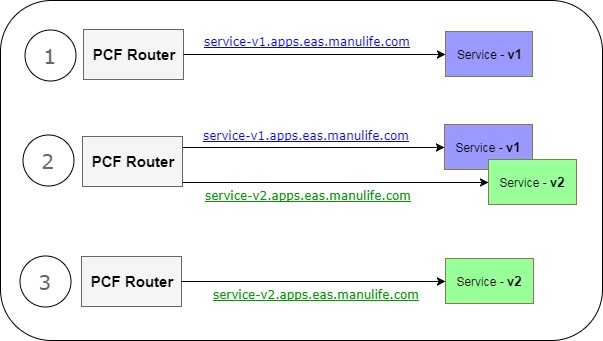 service-v1.apps.eas.manulife.com
1
PCF Router
Service - v1
service-v1.apps.eas.manulife.com
2
PCF Router
Service - v1
Service - v2
service-v2.apps.eas.manulife.com
3
PCF Router
Service - v2
service-v2.apps.eas.manulife.com